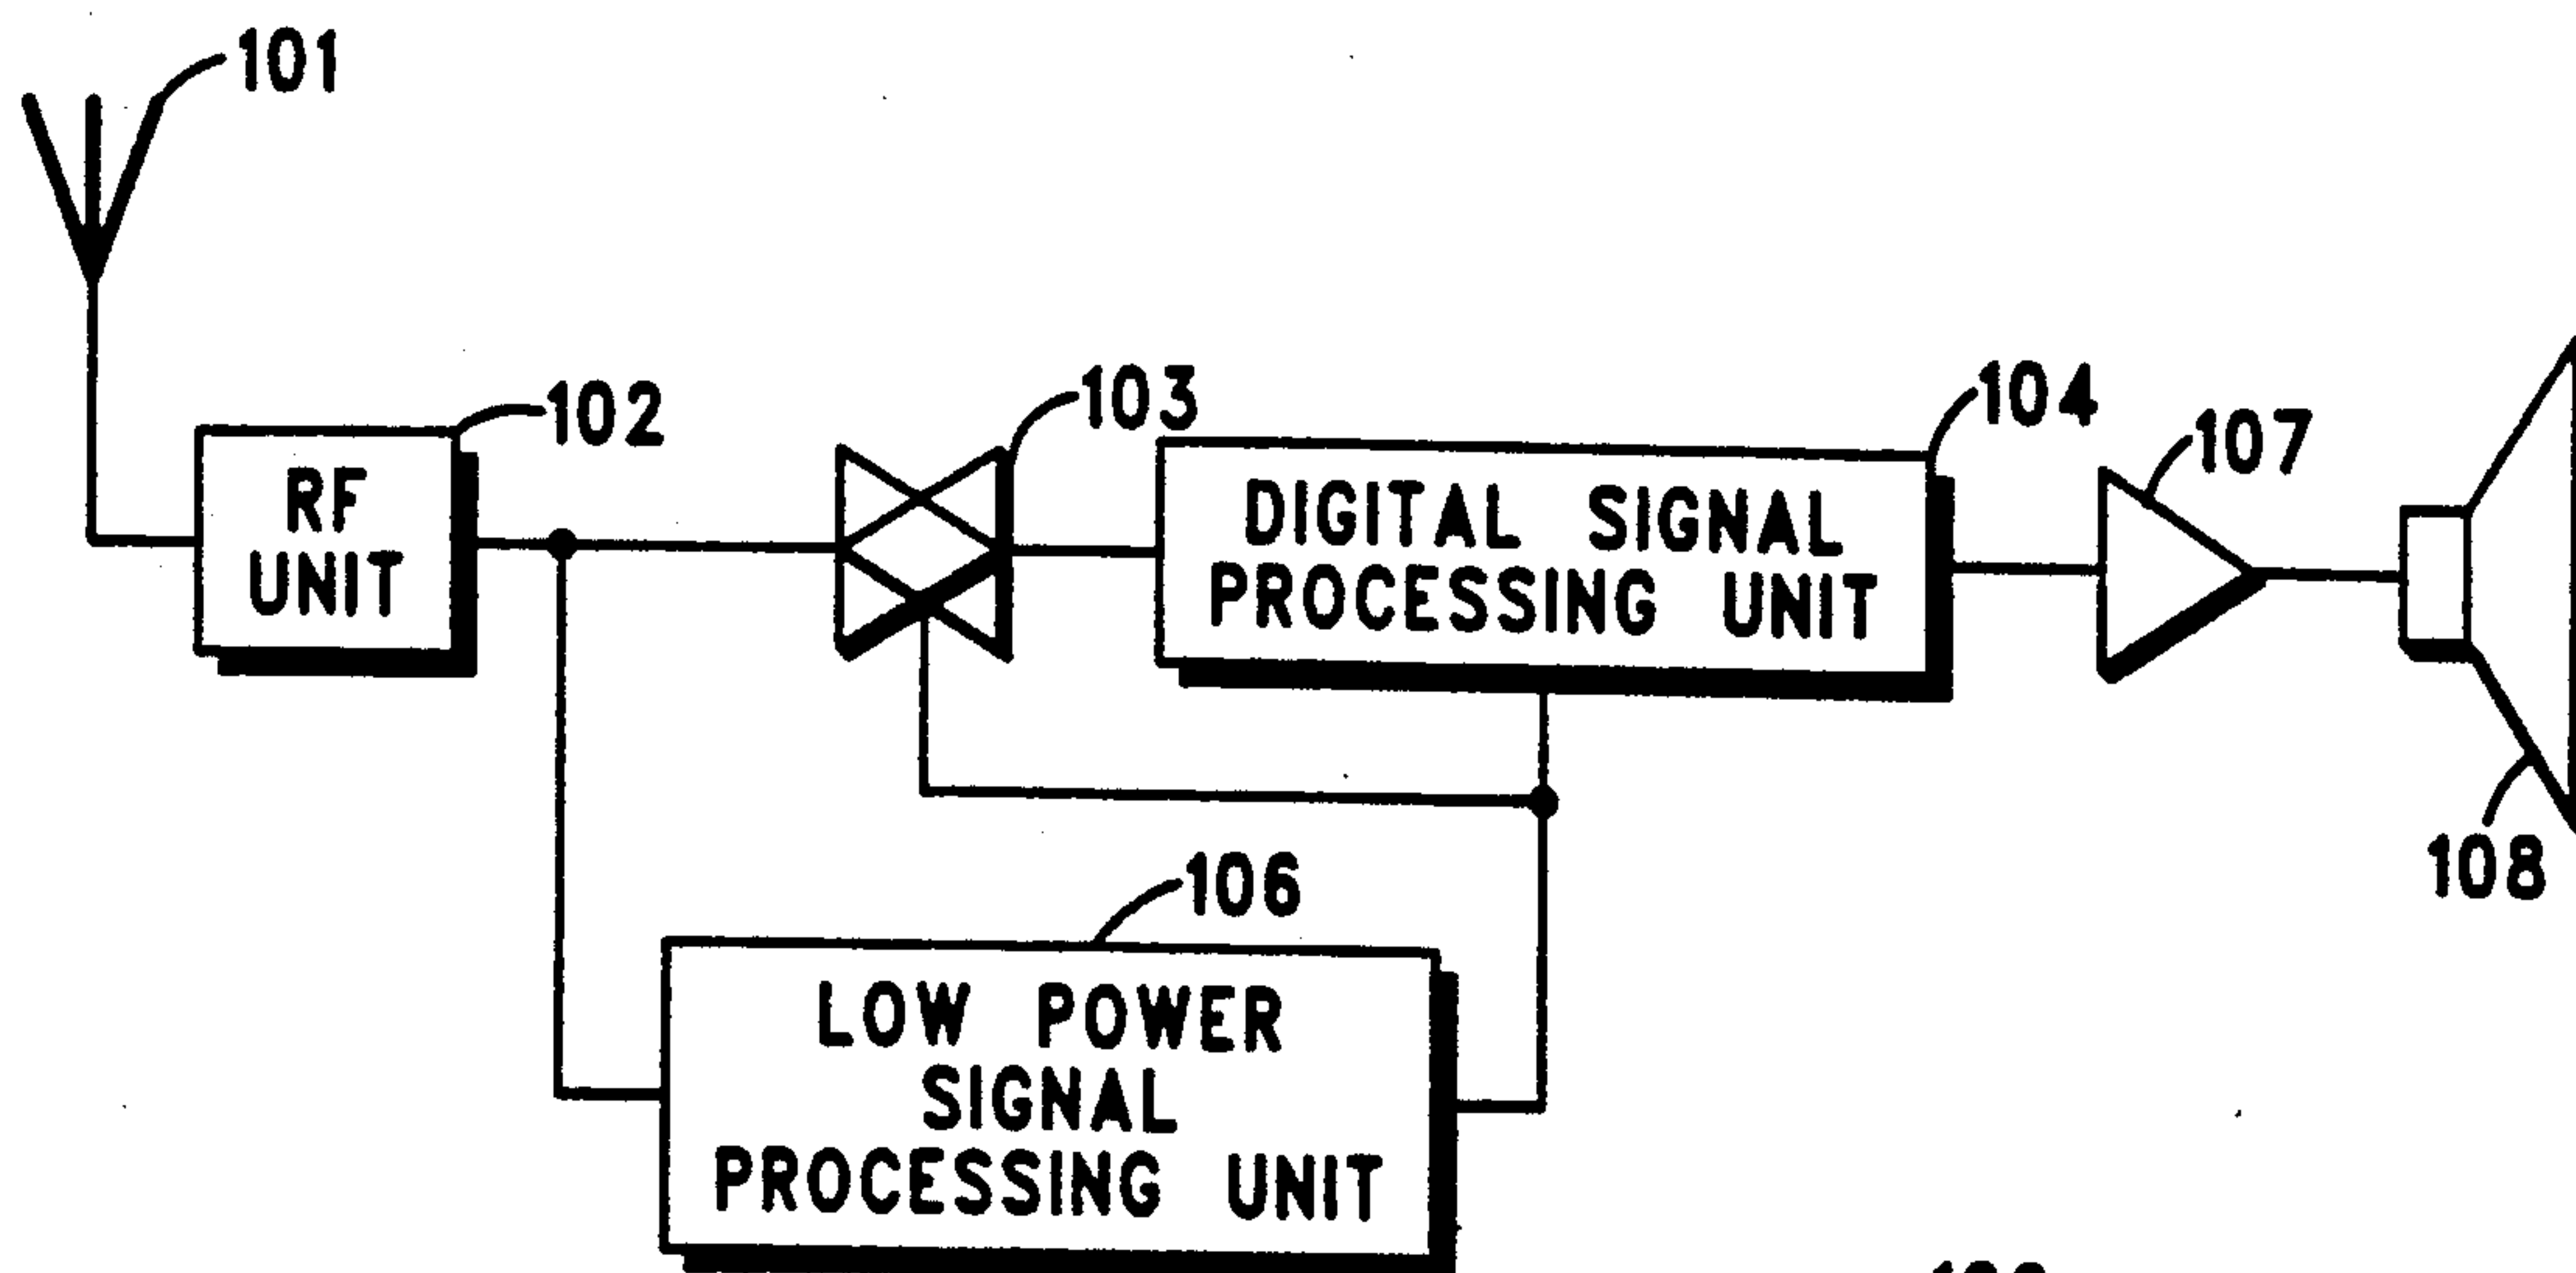 101
102
RF
UNIT
103
104
DIGITAL SIGNAL
PROCESSING UNIT
107
108
106
LOW POWER
SIGNAL
PROCESSING UNIT